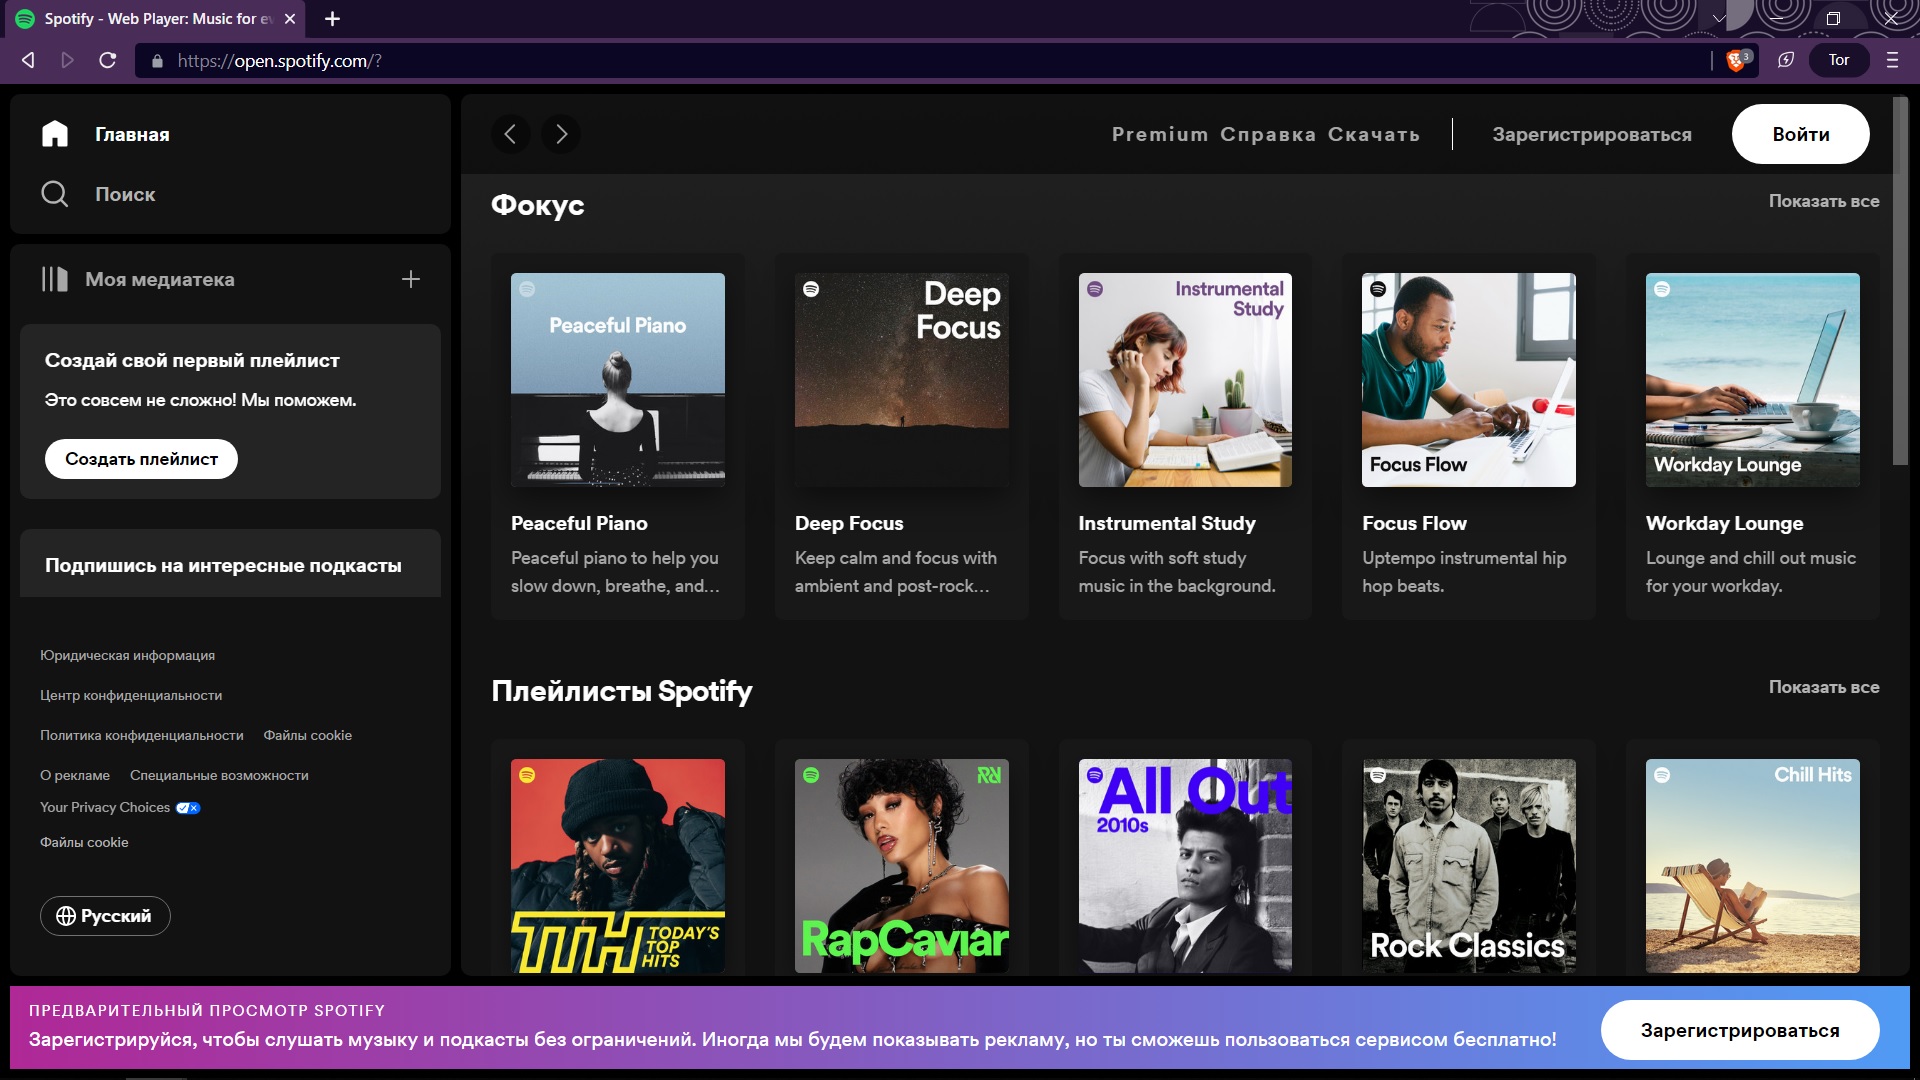 Spotify - Web Player: Music for ev
https://open.spotify.com/?
3
Tor
Главная
Поиск
Моя медиатека
Создай свой первый плейлист
Это совсем не сложно! Мы поможем.
Создать плейлист
Подпишись на интересные подкасты
Юридическая информация
Центр конфиденциальности
Политика конфиденциальности Файлы cookie
О рекламе Специальные возможности
Your Privacy Choices
Файлы cookie
Русский
Premium Справка Скачать
Зарегистрироваться
Войти
Фокус
Показать все
Peaceful Piano
Peaceful Piano
Peaceful piano to help you
slow down, breathe, and...
Deep
Focus
Deep Focus
Keep calm and focus with
ambient and post-rock...
Instrumental
Study
Instrumental Study
Focus with soft study
music in the background.
Focus Flow
Focus Flow
Uptempo instrumental hip
hop beats.
Workday Lounge
Workday Lounge
Lounge and chill out music
for your workday.
Плейлисты Spotify
Показать все
TTH TODAY'S
TOP
HITS
RapCaviar
All Out
2010s
Rock Classics
Chill Hits
ПРЕДВАРИТЕЛЬНЫЙ ПРОСМОТР SPOTIFY
Зарегистрируйся, чтобы слушать музыку и подкасты без ограничений. Иногда мы будем показывать рекламу, но ты сможешь пользоваться сервисом бесплатно!
Зарегистрироваться